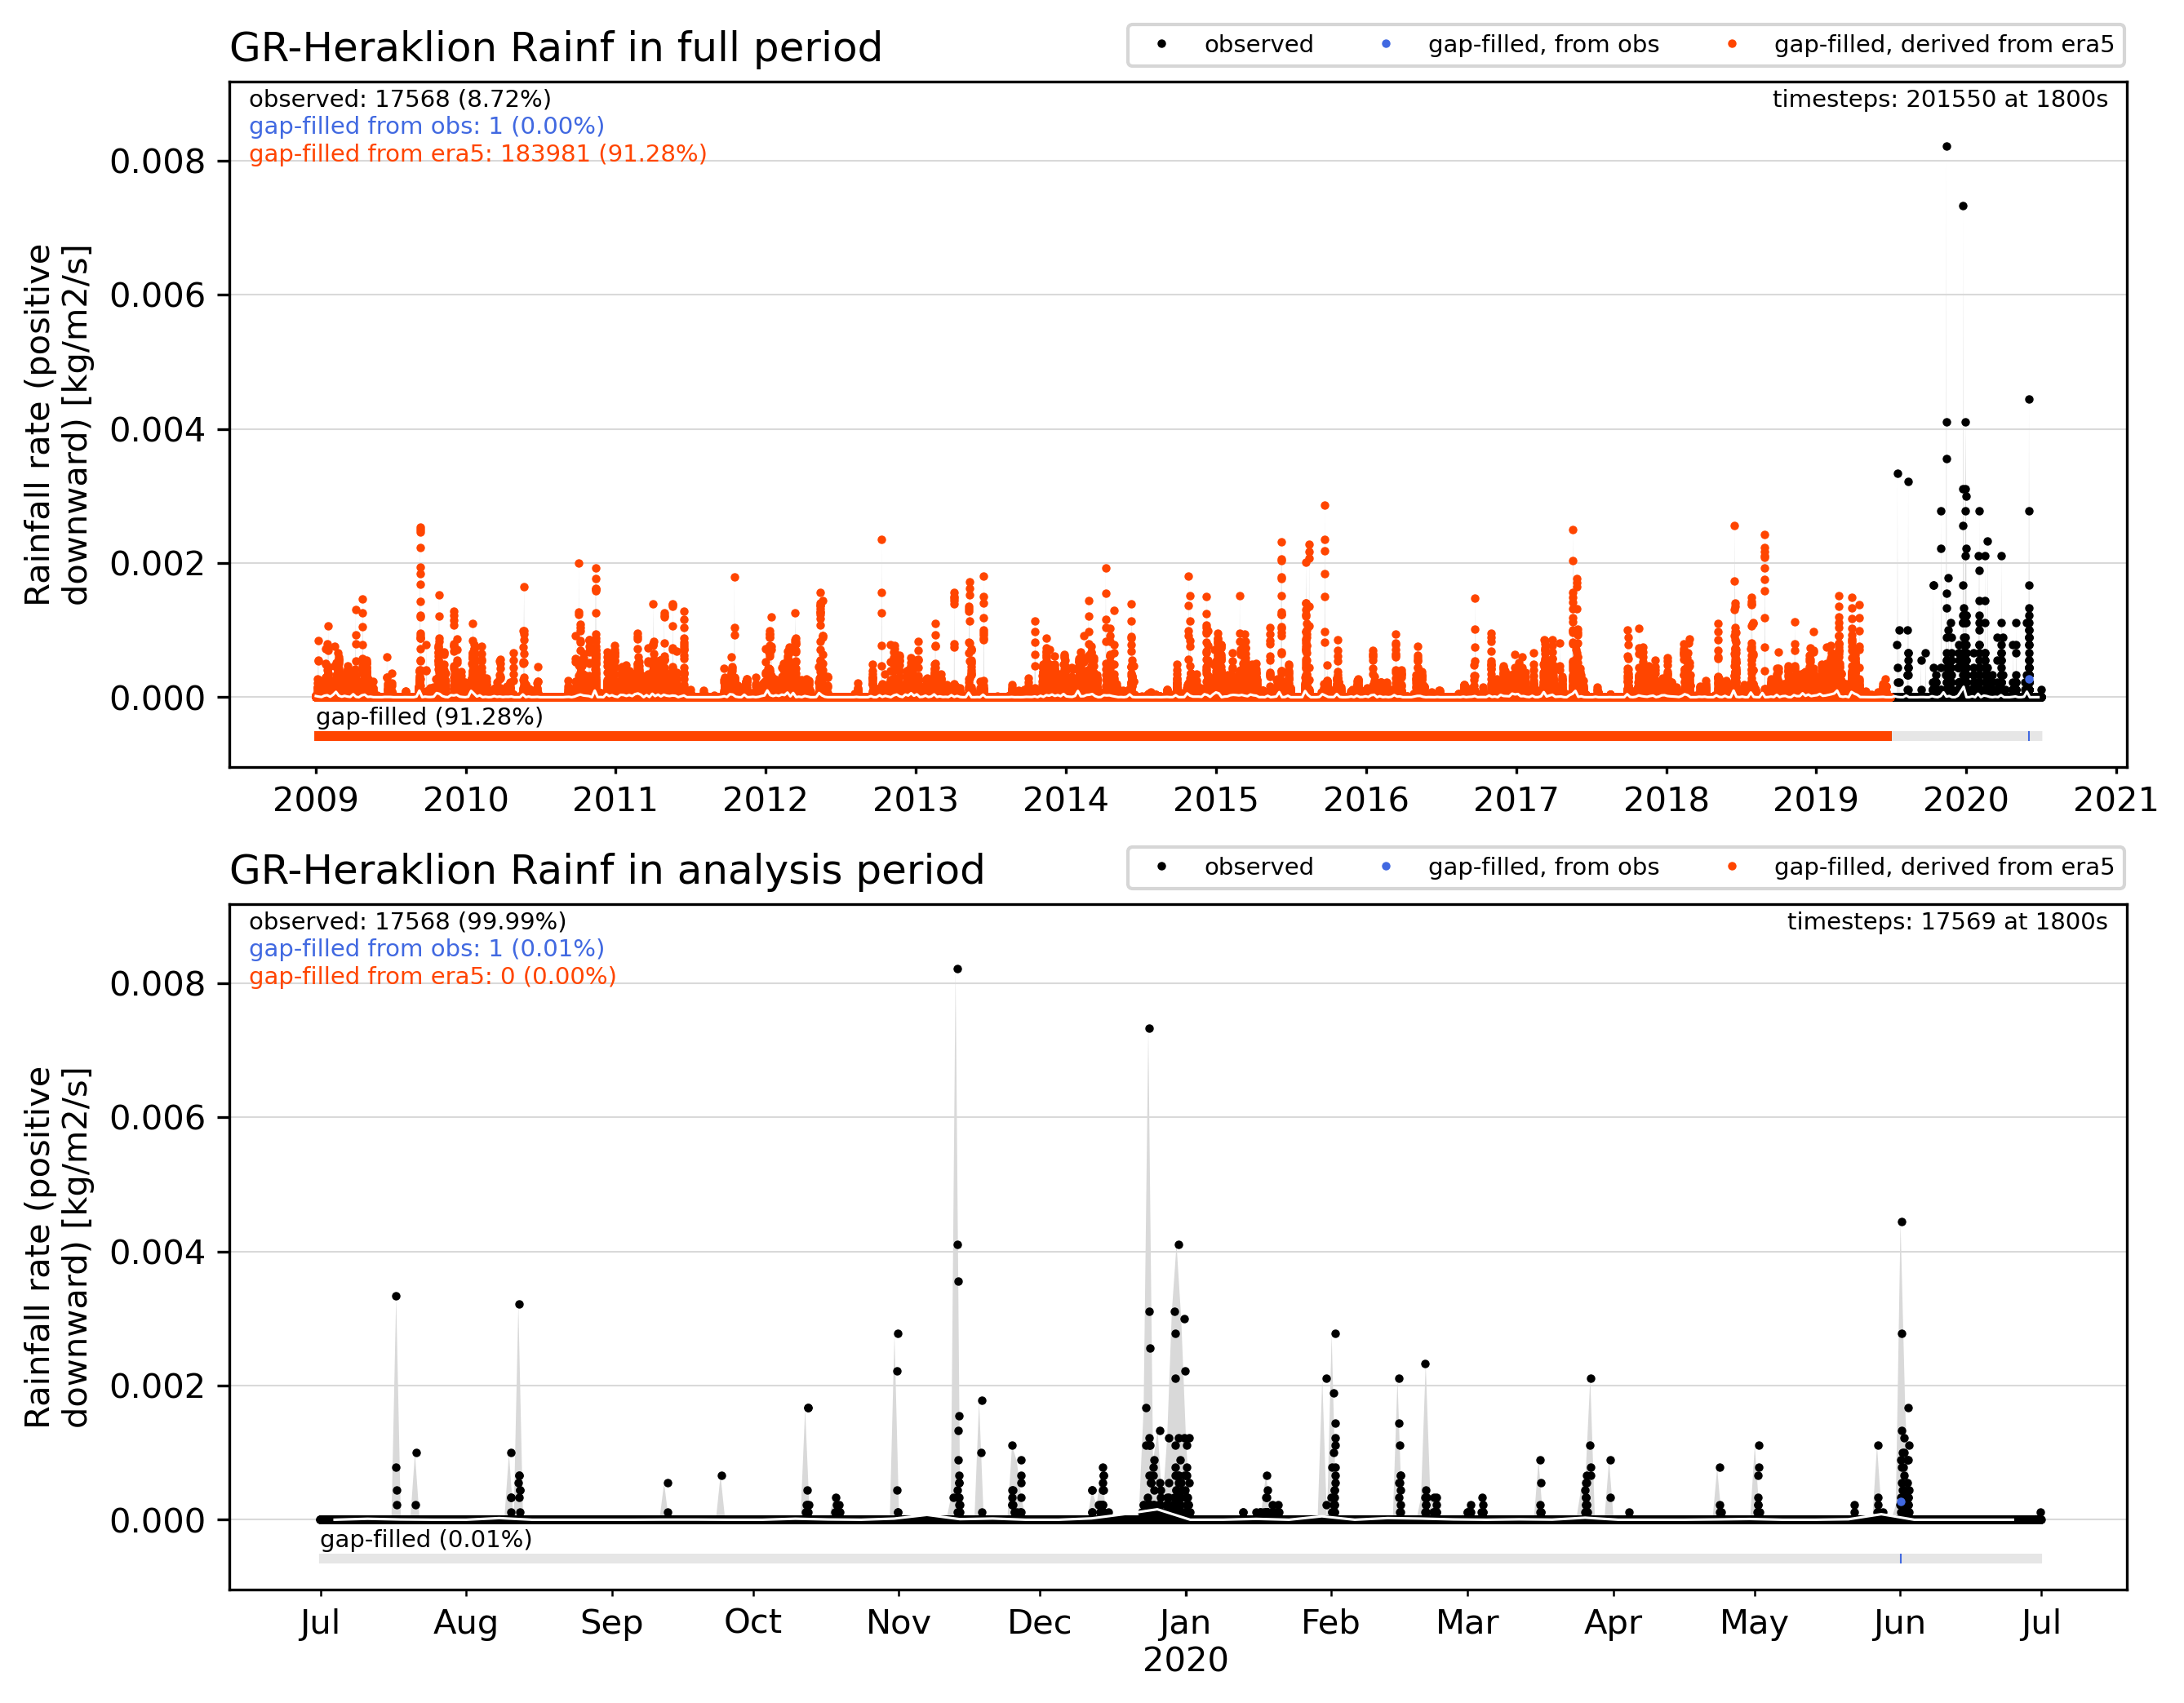 GR-Heraklion Rainf in full period
observed
gap-filled, from obs
gap-filled, derived from era5
observed: 17568 (8.72%)
gap-filled from obs: 1 (0.00%)
gap-filled from era5: 183981 (91.28%)
timesteps: 201550 at 1800s
Rainfall rate (positive
downward) [kg/m2/s]
0.008
0.006
0.004
0.002
0.000
gap-filled (91.28%)
2009 2010 2011 2012 2013 2014 2015 2016 2017 2018 2019 2020 2021
GR-Heraklion Rainf in analysis period
observed
gap-filled, from obs
gap-filled, derived from era5
observed: 17568 (99.99%)
gap-filled from obs: 1 (0.01%)
gap-filled from era5: 0 (0.00%)
timesteps: 17569 at 1800s
Rainfall rate (positive
downward) [kg/m2/s]
0.008
0.006
0.004
0.002
0.000
gap-filled (0.01%)
Jul Aug Sep Oct Nov Dec Jan Feb Mar Apr May Jun Jul
2020